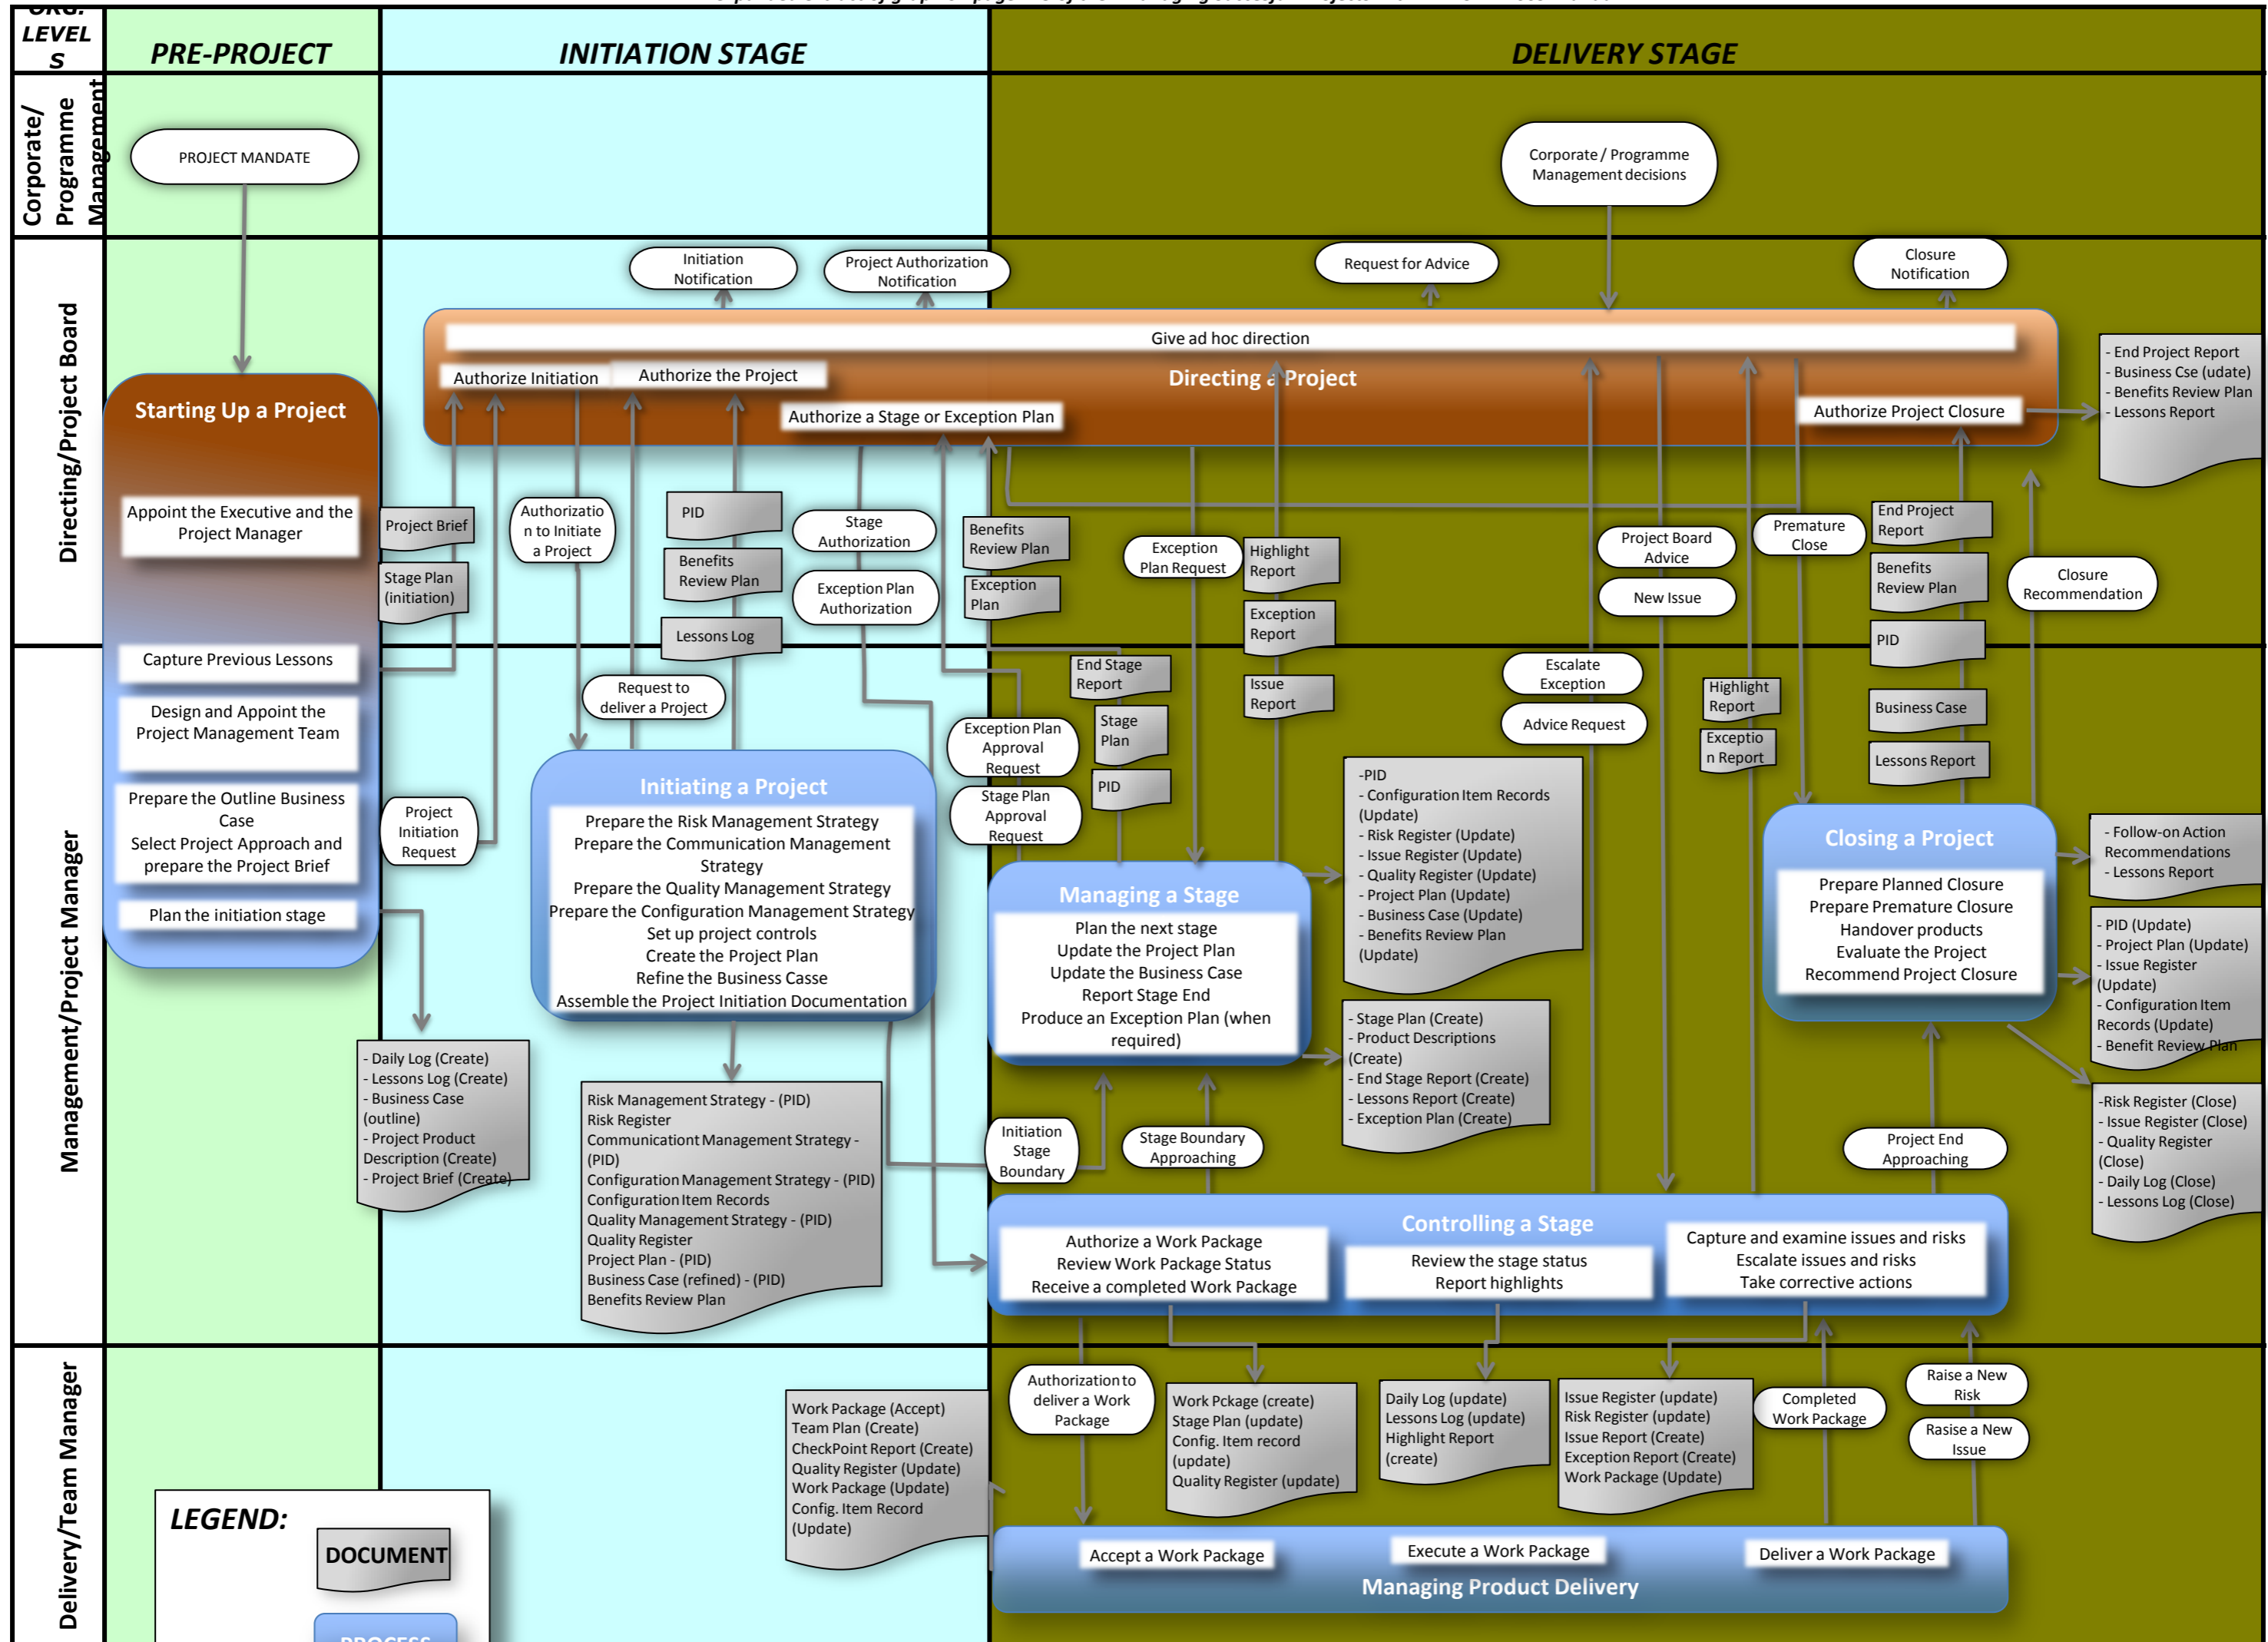 ORG.
LEVEL
S
PRE-PROJECT
INITIATION STAGE
DELIVERY STAGE
Corporate/
Programme
Management
PROJECT MANDATE
Corporate / Programme
Management decisions
Directing/Project Board
Initiation
Notification
Project Authorization
Notification
Request for Advice
Closure
Notification
Give ad hoc direction
Authorize Initiation
Authorize the Project
Directing a Project
Authorize a Stage or Exception Plan
Authorize Project Closure
- End Project Report
- Business Cse (udate)
- Benefits Review Plan
- Lessons Report
Starting Up a Project
Appoint the Executive and the
Project Manager
Capture Previous Lessons
Design and Appoint the
Project Management Team
Prepare the Outline Business
Case
Select Project Approach and
prepare the Project Brief
Plan the initiation stage
Project Brief
Stage Plan
(initiation)
Authorizatio
n to Initiate
a Project
PID
Benefits
Review Plan
Lessons Log
Stage
Authorization
Exception Plan
Authorization
Benefits
Review Plan
Exception
Plan
Exception
Plan Request
Highlight
Report
Exception
Report
Issue
Report
Project Board
Advice
New Issue
Premature
Close
End Project
Report
Benefits
Review Plan
PID
Business Case
Lessons Report
Closure
Recommendation
Management/Project Manager
Request to
deliver a Project
Project
Initiation
Request
End Stage
Report
Stage
Plan
PID
Exception Plan
Approval
Request
Stage Plan
Approval
Request
Escalate
Exception
Advice Request
Highlight
Report
Exceptio
n Report
Initiating a Project
Prepare the Risk Management Strategy
Prepare the Communication Management
Strategy
Prepare the Quality Management Strategy
Prepare the Configuration Management Strategy
Set up project controls
Create the Project Plan
Refine the Business Casse
Assemble the Project Initiation Documentation
Managing a Stage
Plan the next stage
Update the Project Plan
Update the Business Case
Report Stage End
Produce an Exception Plan (when
required)
-PID
- Configuration Item Records
(Update)
- Risk Register (Update)
- Issue Register (Update)
- Quality Register (Update)
- Project Plan (Update)
- Business Case (Update)
- Benefits Review Plan
(Update)
- Stage Plan (Create)
- Product Descriptions
(Create)
- End Stage Report (Create)
- Lessons Report (Create)
- Exception Plan (Create)
Closing a Project
Prepare Planned Closure
Prepare Premature Closure
Handover products
Evaluate the Project
Recommend Project Closure
- Follow-on Action
Recommendations
- Lessons Report
- PID (Update)
- Project Plan (Update)
- Issue Register
(Update)
- Configuration Item
Records (Update)
- Benefit Review Plan
-Risk Register (Close)
- Issue Register (Close)
- Quality Register
(Close)
- Daily Log (Close)
- Lessons Log (Close)
- Daily Log (Create)
- Lessons Log (Create)
- Business Case
(outline)
- Project Product
Description (Create)
- Project Brief (Create)
Risk Management Strategy - (PID)
Risk Register
Communicationt Management Strategy -
(PID)
Configuration Management Strategy - (PID)
Configuration Item Records
Quality Management Strategy - (PID)
Quality Register
Project Plan - (PID)
Business Case (refined) - (PID)
Benefits Review Plan
Initiation
Stage
Boundary
Stage Boundary
Approaching
Project End
Approaching
Controlling a Stage
Authorize a Work Package
Review Work Package Status
Receive a completed Work Package
Review the stage status
Report highlights
Capture and examine issues and risks
Escalate issues and risks
Take corrective actions
Delivery/Team Manager
Work Package (Accept)
Team Plan (Create)
CheckPoint Report (Create)
Quality Register (Update)
Work Package (Update)
Config. Item Record
(Update)
Authorization to
deliver a Work
Package
Work Pckage (create)
Stage Plan (update)
Config. Item record
(update)
Quality Register (update)
Daily Log (update)
Lessons Log (update)
Highlight Report
(create)
Issue Register (update)
Risk Register (update)
Issue Report (Create)
Exception Report (Create)
Work Package (Update)
Completed
Work Package
Raise a New
Risk
Rasise a New
Issue
Accept a Work Package
Execute a Work Package
Deliver a Work Package
Managing Product Delivery
LEGEND:
DOCUMENT
PROCESS